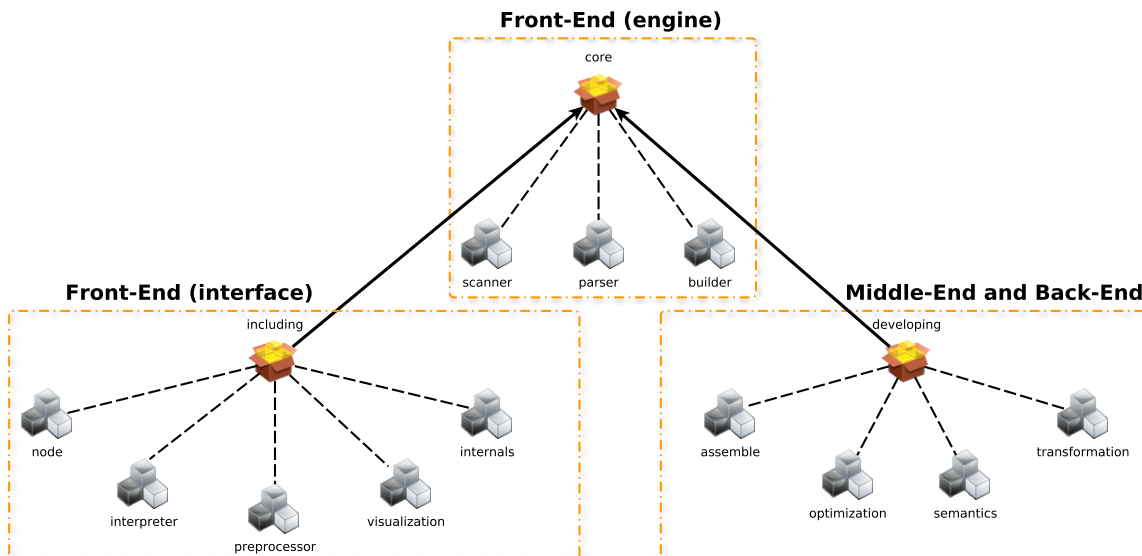 Front-End (engine)
core
scanner
parser
builder
Front-End (interface)
including
node
internals
interpreter
visualization
preprocessor
Middle-End and Back-End
developing
assemble
transformation
optimization
semantics